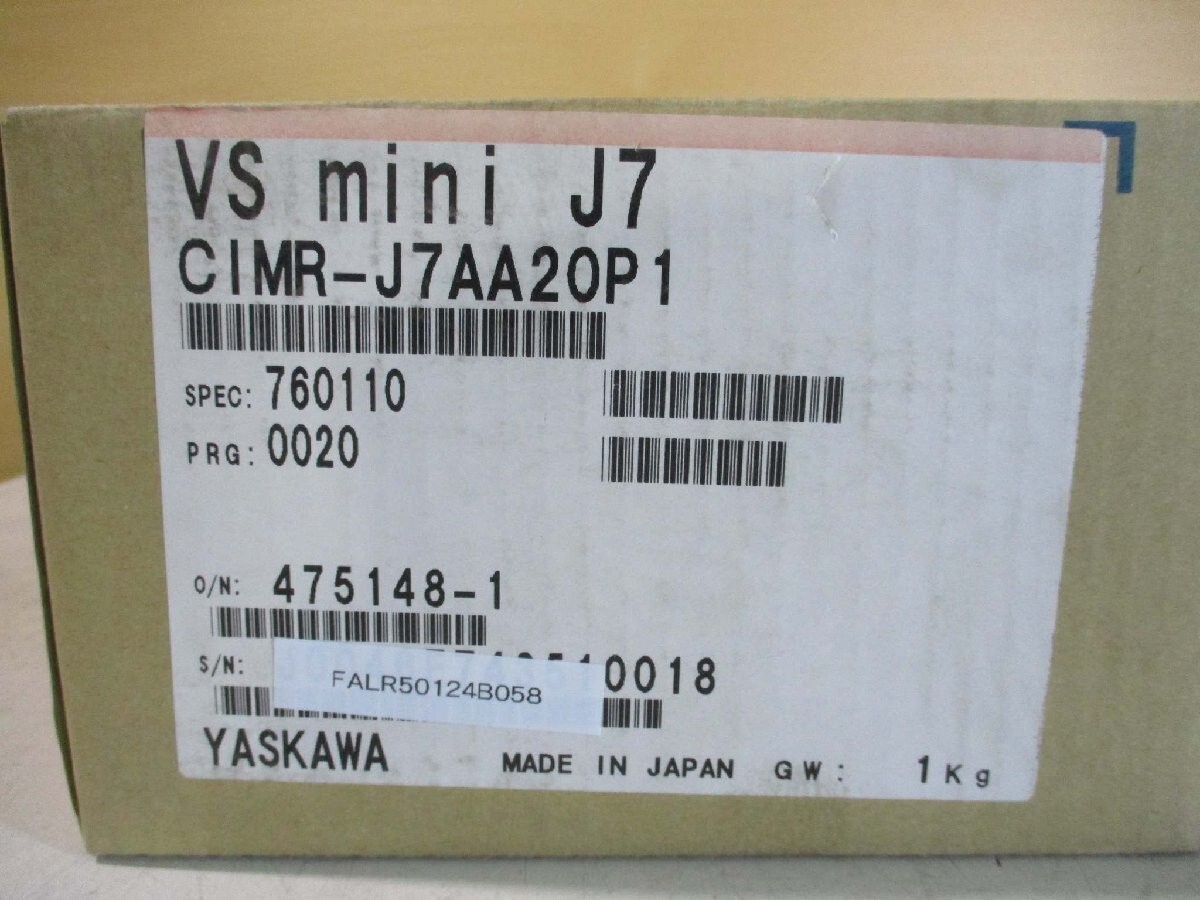 VS mini J7
CIMR-J7AA20P1
SPEC: 760110
PRG: 0020
O/N: 475148-1
S/N: 0018
FALR50124B058
YASKAWA MADE IN JAPAN GW: 1Kg